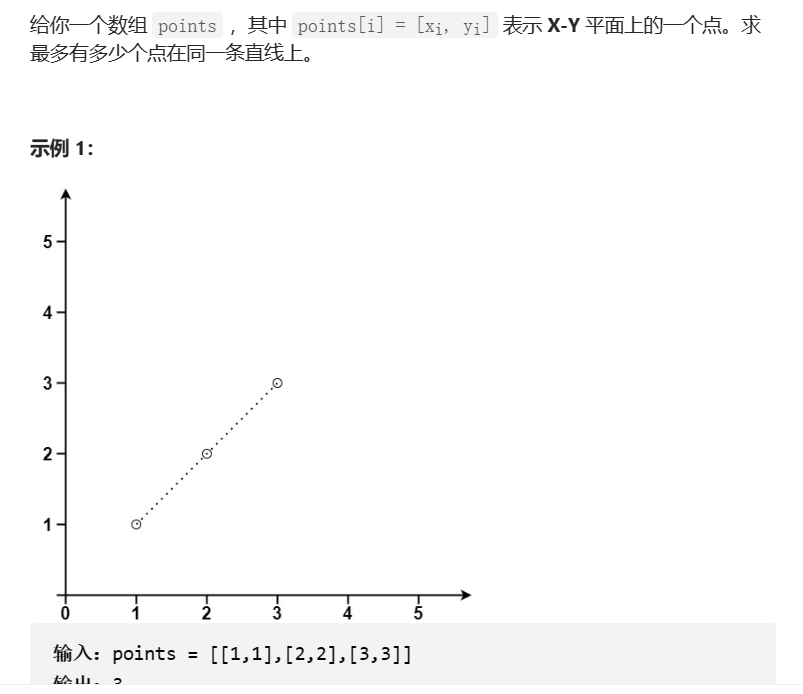 给你一个数组 points ，其中 points[i] = [xi, yi] 表示 X-Y 平面上的一个点。求
最多有多少个点在同一条直线上。
示例 1：
5
4
3
2
1
0 1 2 3 4 5
输入：points = [[1,1],[2,2],[3,3]]
输出：3